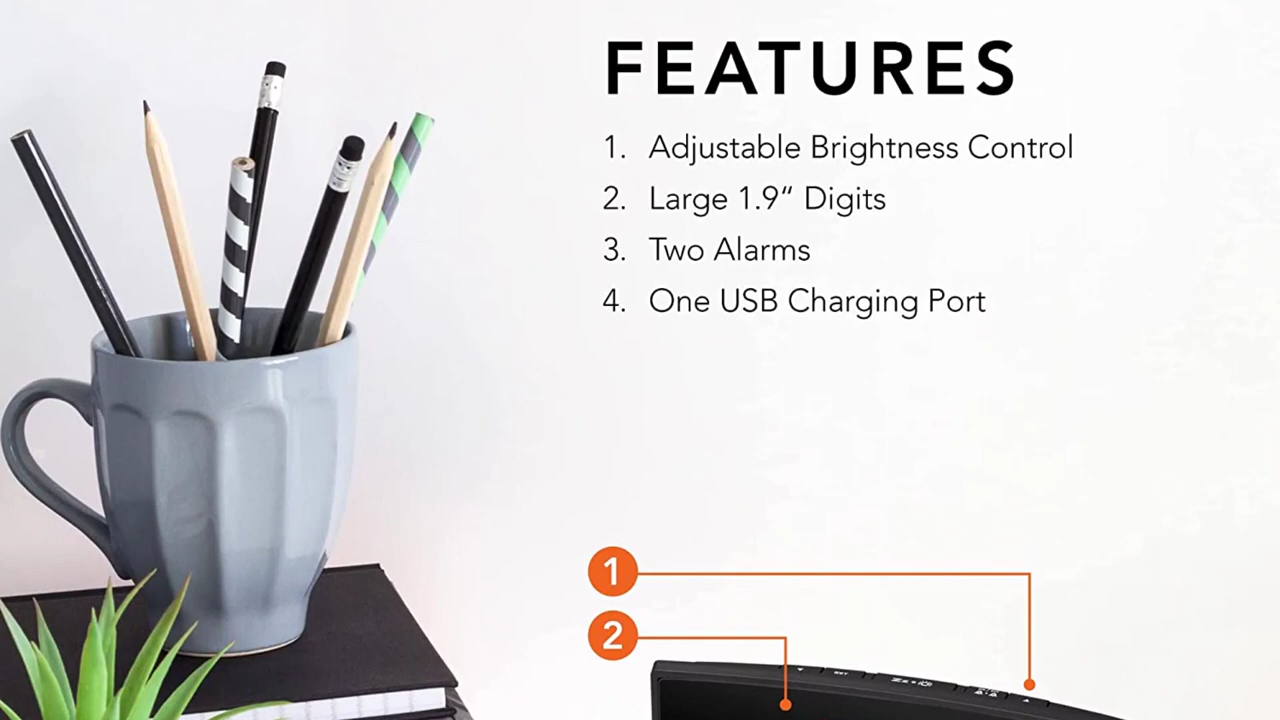 FEATURES
1. Adjustable Brightness Control
2. Large 1.9“ Digits
3. Two Alarms
4. One USB Charging Port
1
2